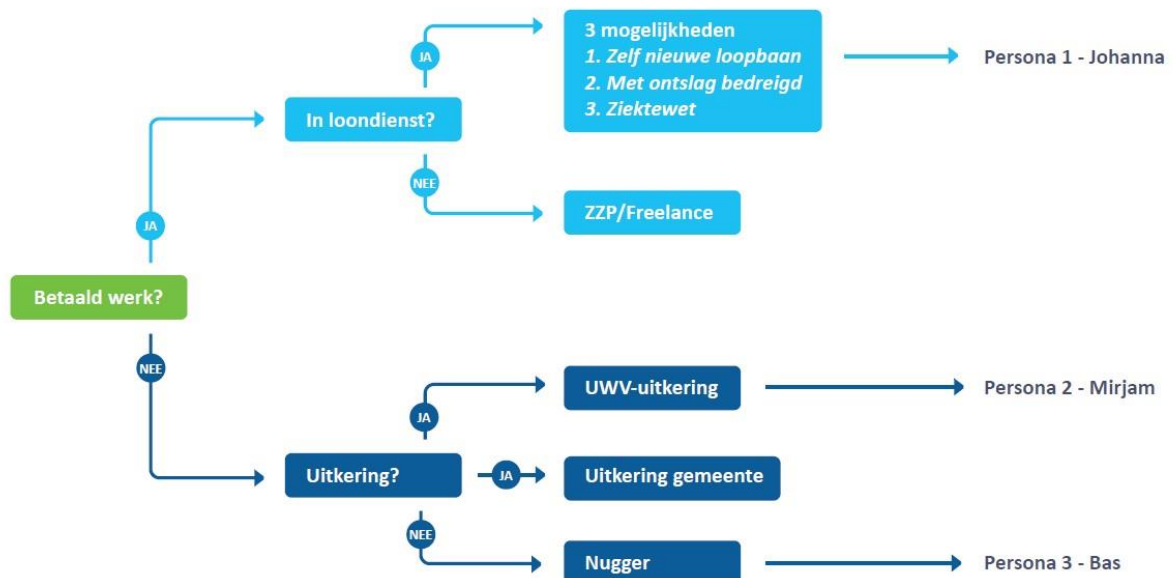 3 mogelijkheden
1. Zelf nieuwe loopbaan
2. Met ontslag bedreigd
3. Ziektewet
Persona 1 - Johanna
JA
In loondienst?
NEE
ZZP/Freelance
JA
Betaald werk?
NEE
UWV-uitkering
Persona 2 - Mirjam
JA
Uitkering?
JA
Uitkering gemeente
NEE
Nugger
Persona 3 - Bas